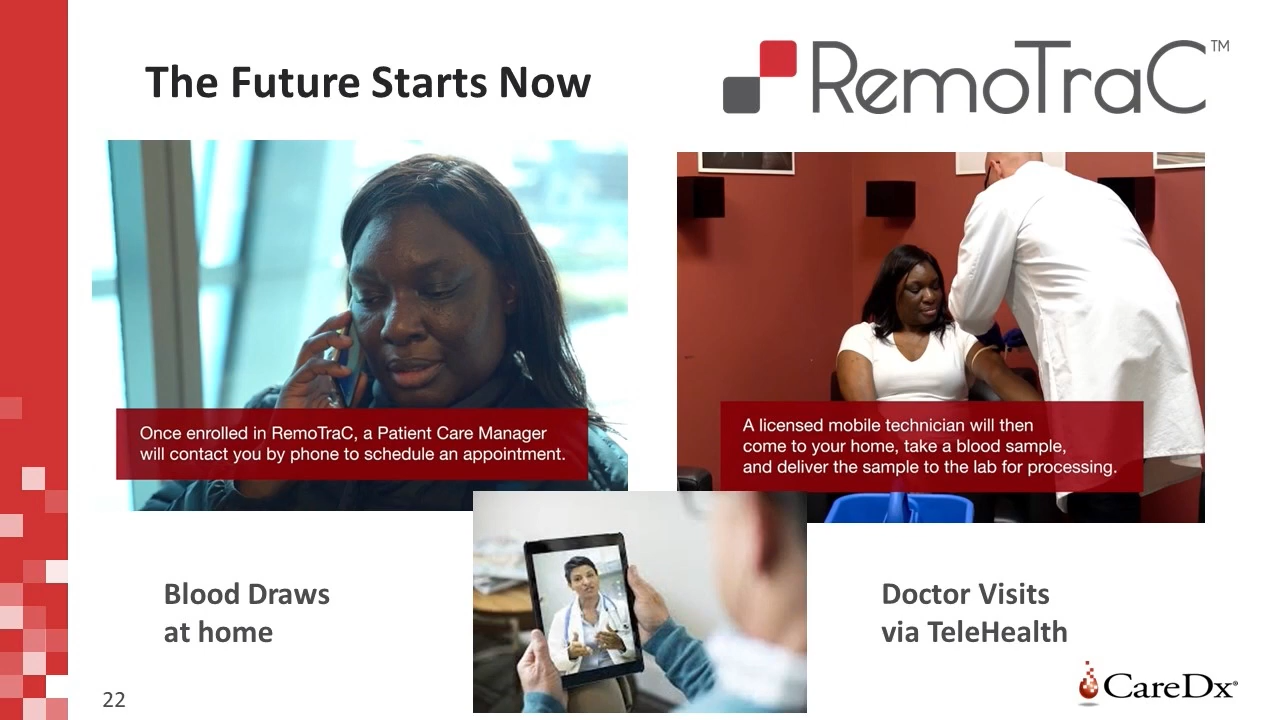 The Future Starts Now
RemoTraC™
Once enrolled in RemoTraC, a Patient Care Manager
will contact you by phone to schedule an appointment.
A licensed mobile technician will then
come to your home, take a blood sample,
and deliver the sample to the lab for processing.
Blood Draws
at home
Doctor Visits
via TeleHealth
22
CareDx®